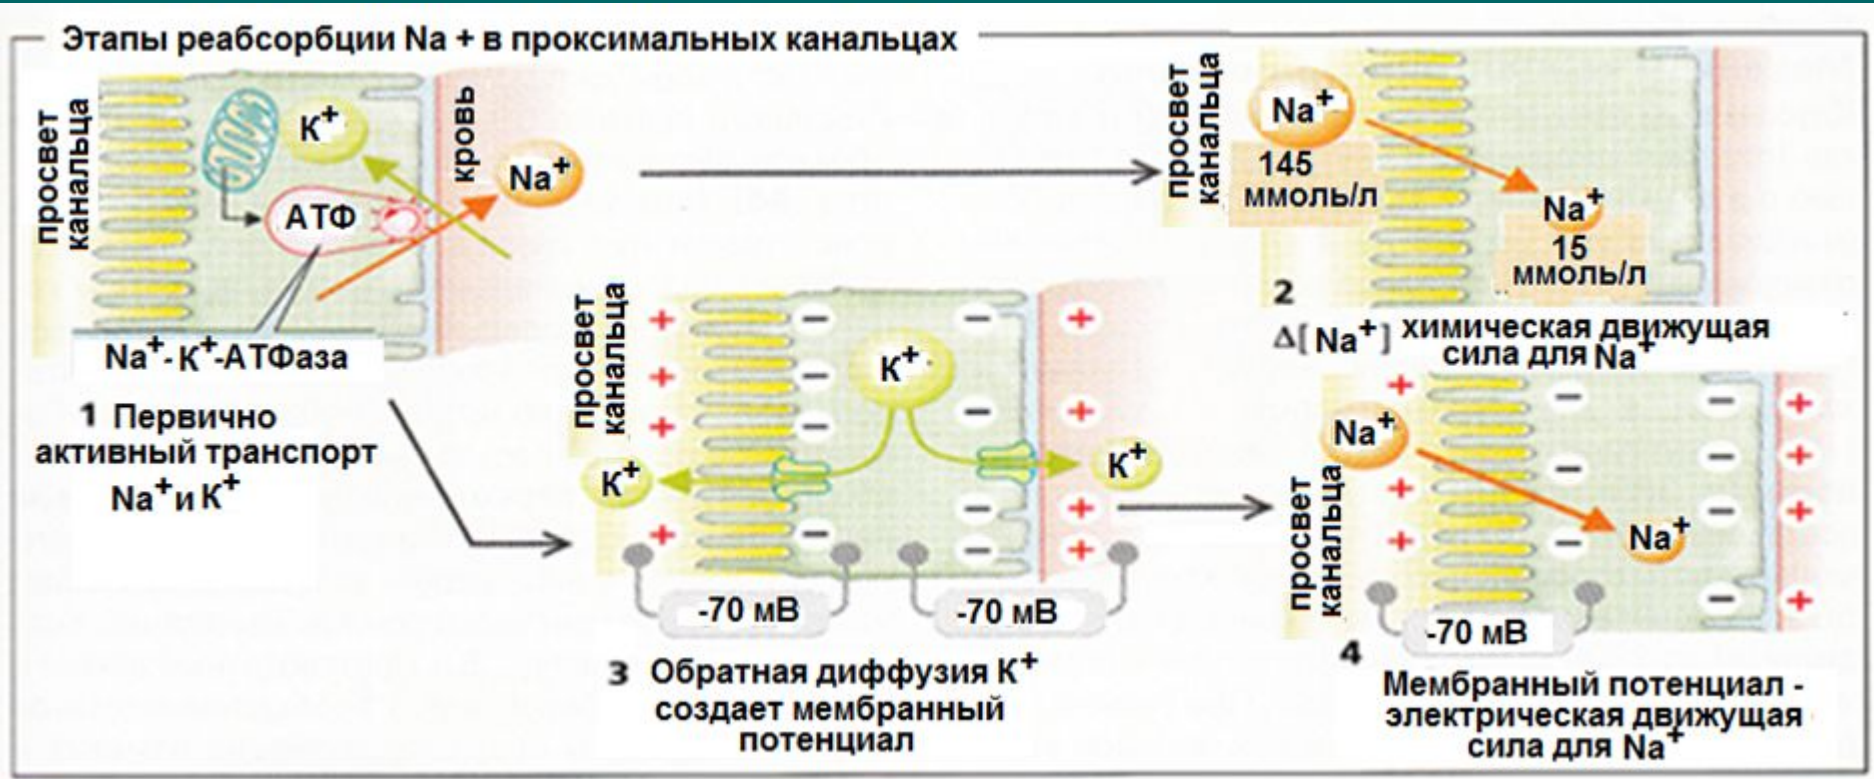 Этапы реабсорбции Na + в проксимальных канальцах
просвет
канальца
K+
АТФ
кровь
Na+
Na+-K+-АТФаза
1 Первично
активный транспорт
Na+ и K+
просвет
канальца
Na+
145
ммоль/л
Na+
15
ммоль/л
2
Δ[ Na+] химическая движущая
сила для Na+
просвет
канальца
+
+
+
+
−
−
−
−
−
−
−
−
+
+
+
+
K+
K+
K+
-70 мВ
-70 мВ
3 Обратная диффузия K+
создает мембранный
потенциал
просвет
канальца
+
+
+
−
−
−
−
−
−
−
+
+
+
+
Na+
Na+
-70 мВ
4
Мембранный потенциал -
электрическая движущая
сила для Na+